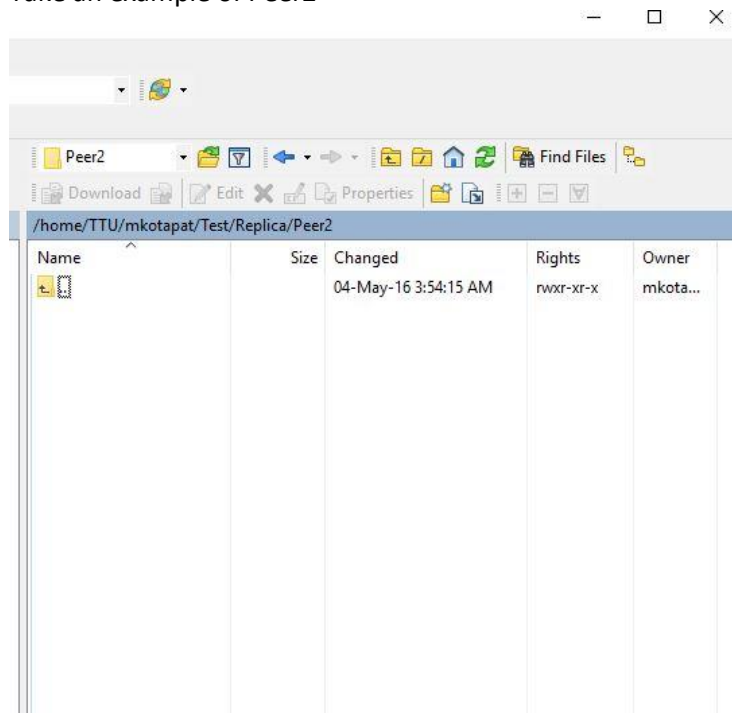 Take an example of Peer2
Peer2 Find Files
Download Edit Properties
/home/TTU/mkotapat/Test/Replica/Peer2
Name Size Changed Rights Owner
.. 04-May-16 3:54:15 AM rwxr-xr-x mkota...